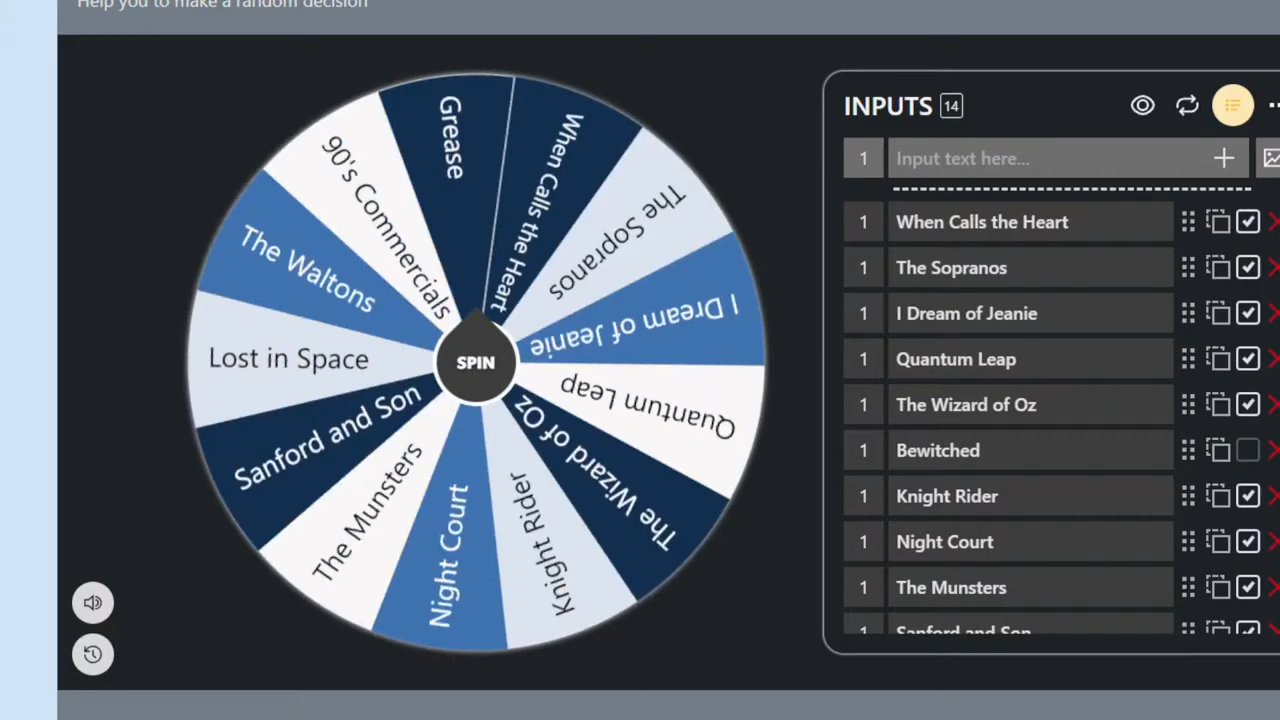 Help you to make a random decision
Grease
When Calls the Heart
The Sopranos
I Dream of Jeanie
Quantum Leap
The Wizard of Oz
Knight Rider
Night Court
The Munsters
Sanford and Son
Lost in Space
The Waltons
90's Commercials
SPIN
INPUTS 14
1 Input text here...
1 When Calls the Heart
1 The Sopranos
1 I Dream of Jeanie
1 Quantum Leap
1 The Wizard of Oz
1 Bewitched
1 Knight Rider
1 Night Court
1 The Munsters
1 Sanford and Son